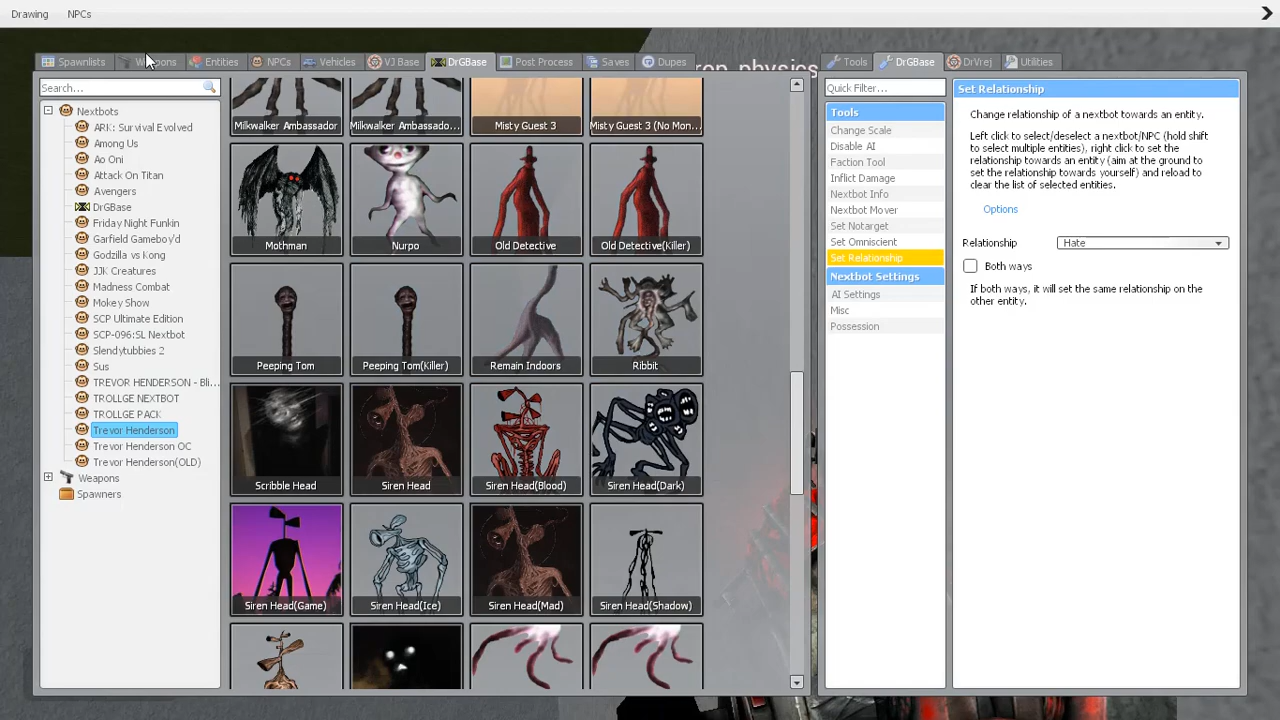 Drawing NPCs
Spawnlists Weapons Entities NPCs Vehicles VJ Base DrGBase Post Process Saves Dupes
Tools DrGBase DrVrej Utilities
Search...
Nextbots
ARK: Survival Evolved
Among Us
Ao Oni
Attack On Titan
Avengers
DrGBase
Friday Night Funkin
Garfield Gameboy'd
Godzilla vs Kong
JJK Creatures
Madness Combat
Mokey Show
SCP Ultimate Edition
SCP-096:SL Nextbot
Slendytubbies 2
Sus
TREVOR HENDERSON - Bli...
TROLLGE NEXTBOT
TROLLGE PACK
Trevor Henderson
Trevor Henderson OC
Trevor Henderson(OLD)
Weapons
Spawners
Milkwalker Ambassador Milkwalker Ambassado... Misty Guest 3 Misty Guest 3 (No Mon...
Mothman Nurpo Old Detective Old Detective(Killer)
Peeping Tom Peeping Tom(Killer) Remain Indoors Ribbit
Scribble Head Siren Head Siren Head(Blood) Siren Head(Dark)
Siren Head(Game) Siren Head(Ice) Siren Head(Mad) Siren Head(Shadow)
rop_physics
Quick Filter...
Tools
Change Scale
Disable AI
Faction Tool
Inflict Damage
Nextbot Info
Nextbot Mover
Set Notarget
Set Omniscient
Set Relationship
Nextbot Settings
AI Settings
Misc
Possession
Set Relationship
Change relationship of a nextbot towards an entity.
Left click to select/deselect a nextbot/NPC (hold shift
to select multiple entities), right click to set the
relationship towards an entity (aim at the ground to
set the relationship towards yourself) and reload to
clear the list of selected entities.
Options
Relationship Hate
Both ways
If both ways, it will set the same relationship on the
other entity.